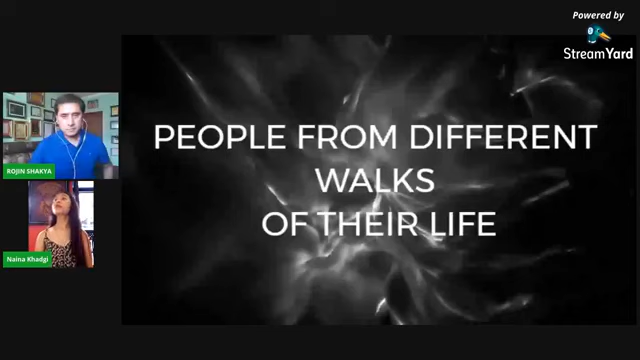 Powered by
StreamYard
PEOPLE FROM DIFFERENT
WALKS
OF THEIR LIFE
ROJIN SHAKYA
Naina Khadgi